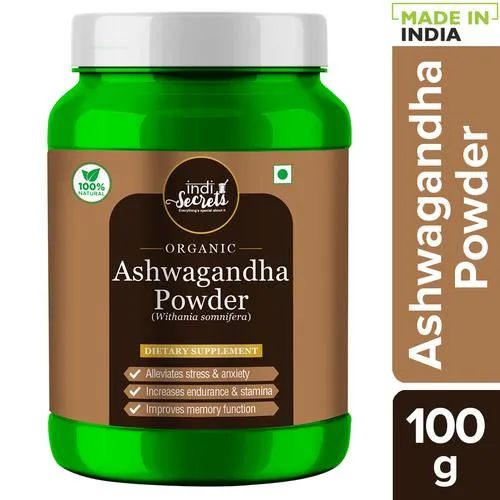 MADE IN
INDIA
100%
NATURAL
indi
Secrets
Everything's special about it
ORGANIC
Ashwagandha
Powder
(Withania somnifera)
DIETARY SUPPLEMENT
Alleviates stress & anxiety
Increases endurance & stamina
Improves memory function
Ashwagandha
Powder
100
g